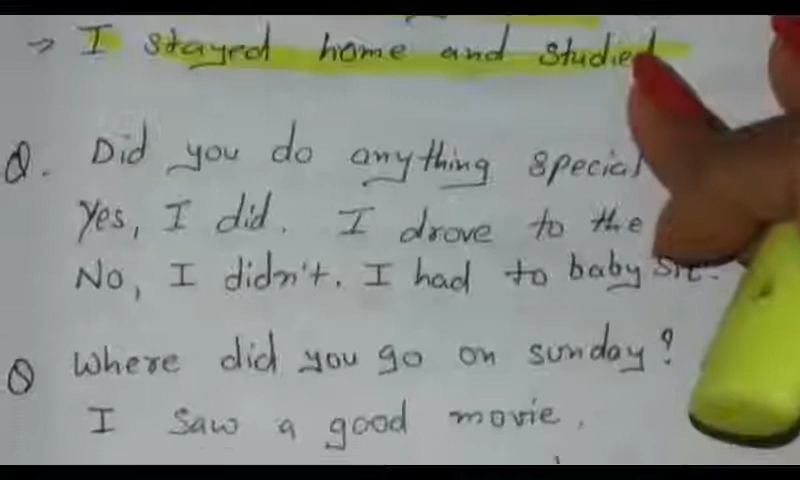 → I stayed home and studied
Q. Did you do anything special
Yes, I did. I drove to the
No, I didn't. I had to baby sit.
Q Where did you go on sunday?
I saw a good movie.